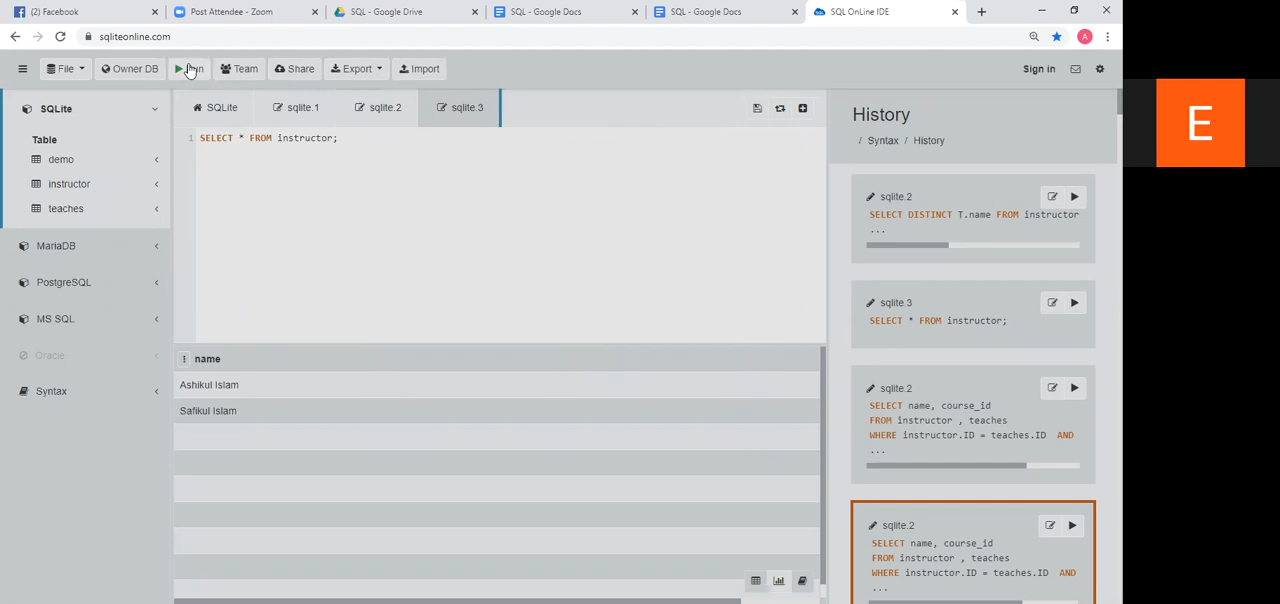 (2) Facebook
Post Attendee - Zoom
SQL - Google Drive
SQL - Google Docs
SQL - Google Docs
SQL OnLine IDE
sqliteonline.com
A
File
Owner DB
Team
Share
Export
Import
Sign in
SQLite
Table
demo
instructor
teaches
MariaDB
PostgreSQL
MS SQL
Oracle
Syntax
SQLite
sqlite.1
sqlite.2
sqlite.3
1 SELECT * FROM instructor;
name
Ashikul Islam
Safikul Islam
History
/ Syntax / History
sqlite.2
SELECT DISTINCT T.name FROM instructor
...
sqlite.3
SELECT * FROM instructor;
sqlite.2
SELECT name, course_id
FROM instructor , teaches
WHERE instructor.ID = teaches.ID AND
...
sqlite.2
SELECT name, course_id
FROM instructor , teaches
WHERE instructor.ID = teaches.ID AND
...
E